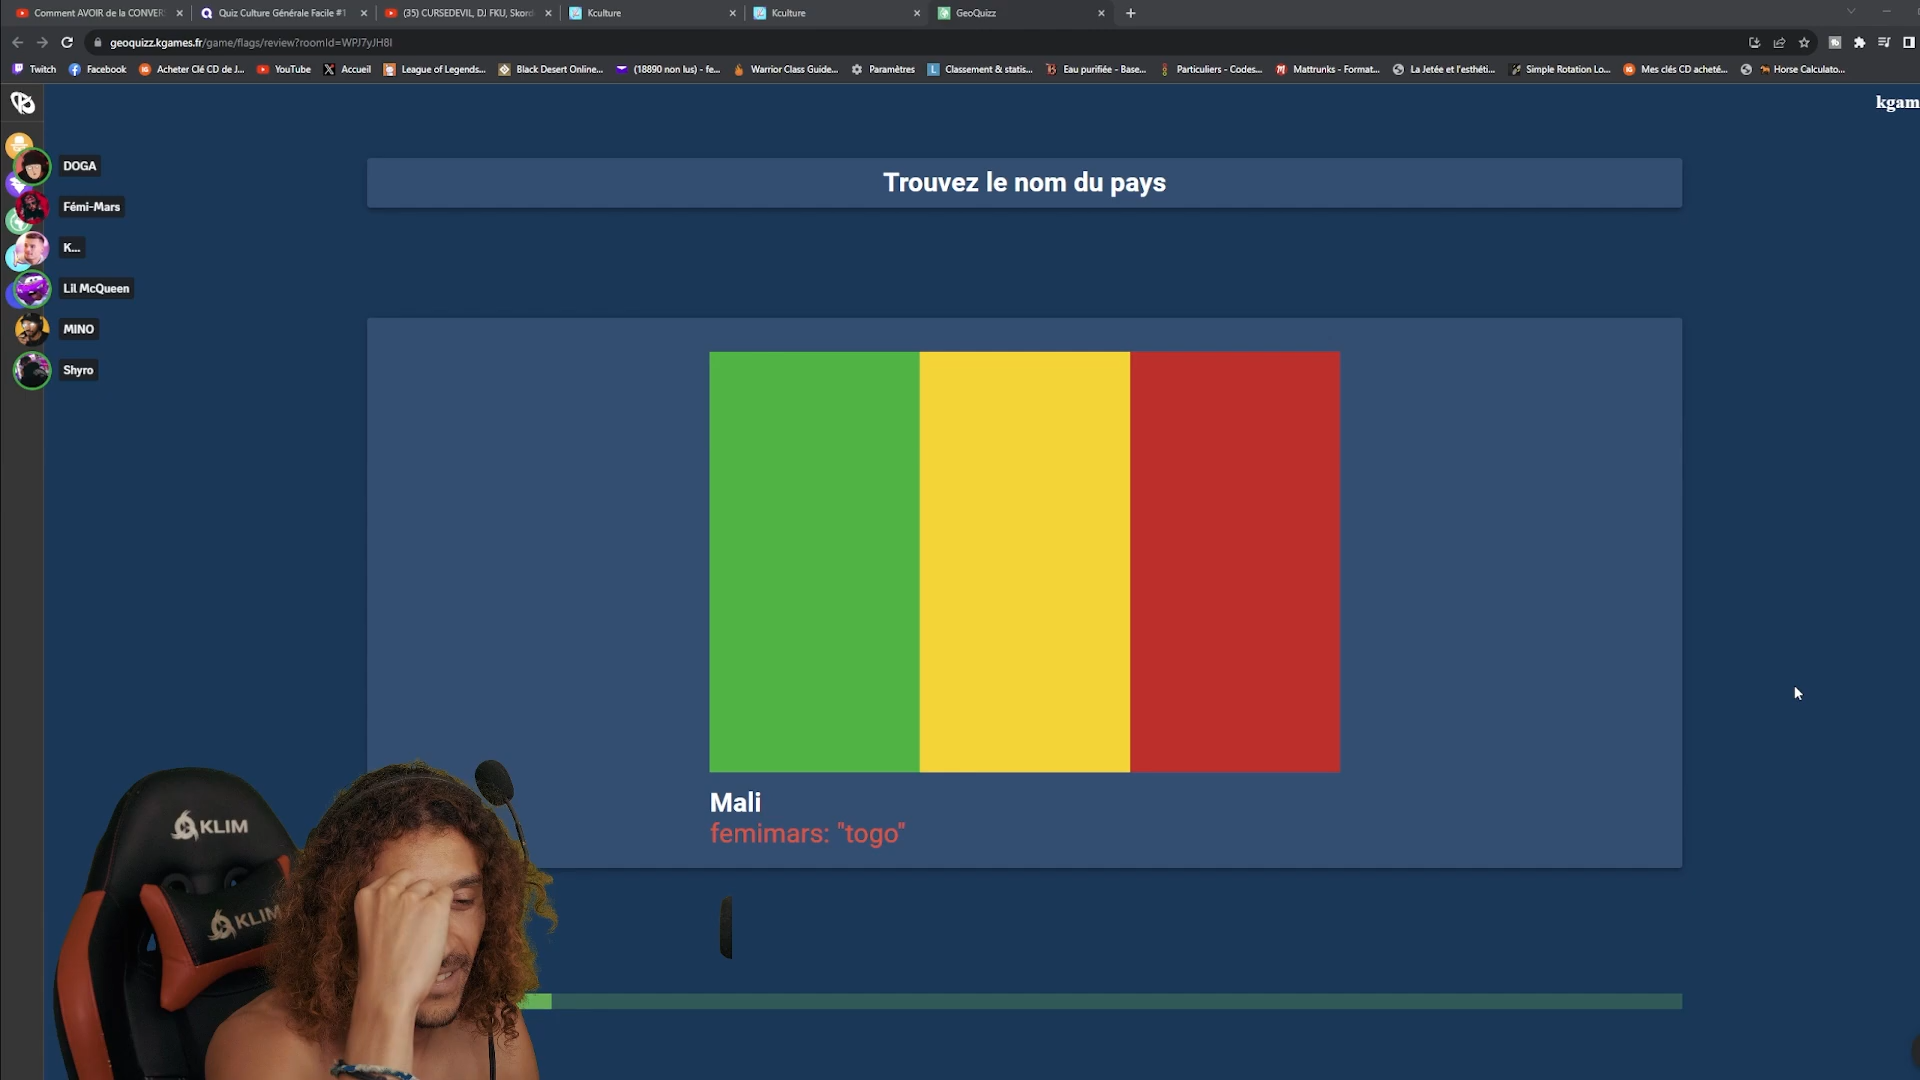 Comment AVOIR de la CONVER
Quiz Culture Générale Facile #1
(35) CURSEDEVIL, DJ FKU, Skord
Kculture
Kculture
GeoQuizz
geoquizz.kgames.fr/game/flags/review?roomId=WPJ7yJH8I
Twitch
Facebook
Acheter Clé CD de J...
YouTube
Accueil
League of Legends...
Black Desert Online...
(18890 non lus) - fe...
Warrior Class Guide...
Paramètres
Classement & statis...
Eau purifiée - Base...
Particuliers - Codes...
Mattrunks - Format...
La Jetée et l'esthéti...
Simple Rotation Lo...
Mes clés CD acheté...
Horse Calculato...
kgam
DOGA
Fémi-Mars
K...
Lil McQueen
MINO
Shyro
Trouvez le nom du pays
Mali
femimars: "togo"
KLIM
KLIM